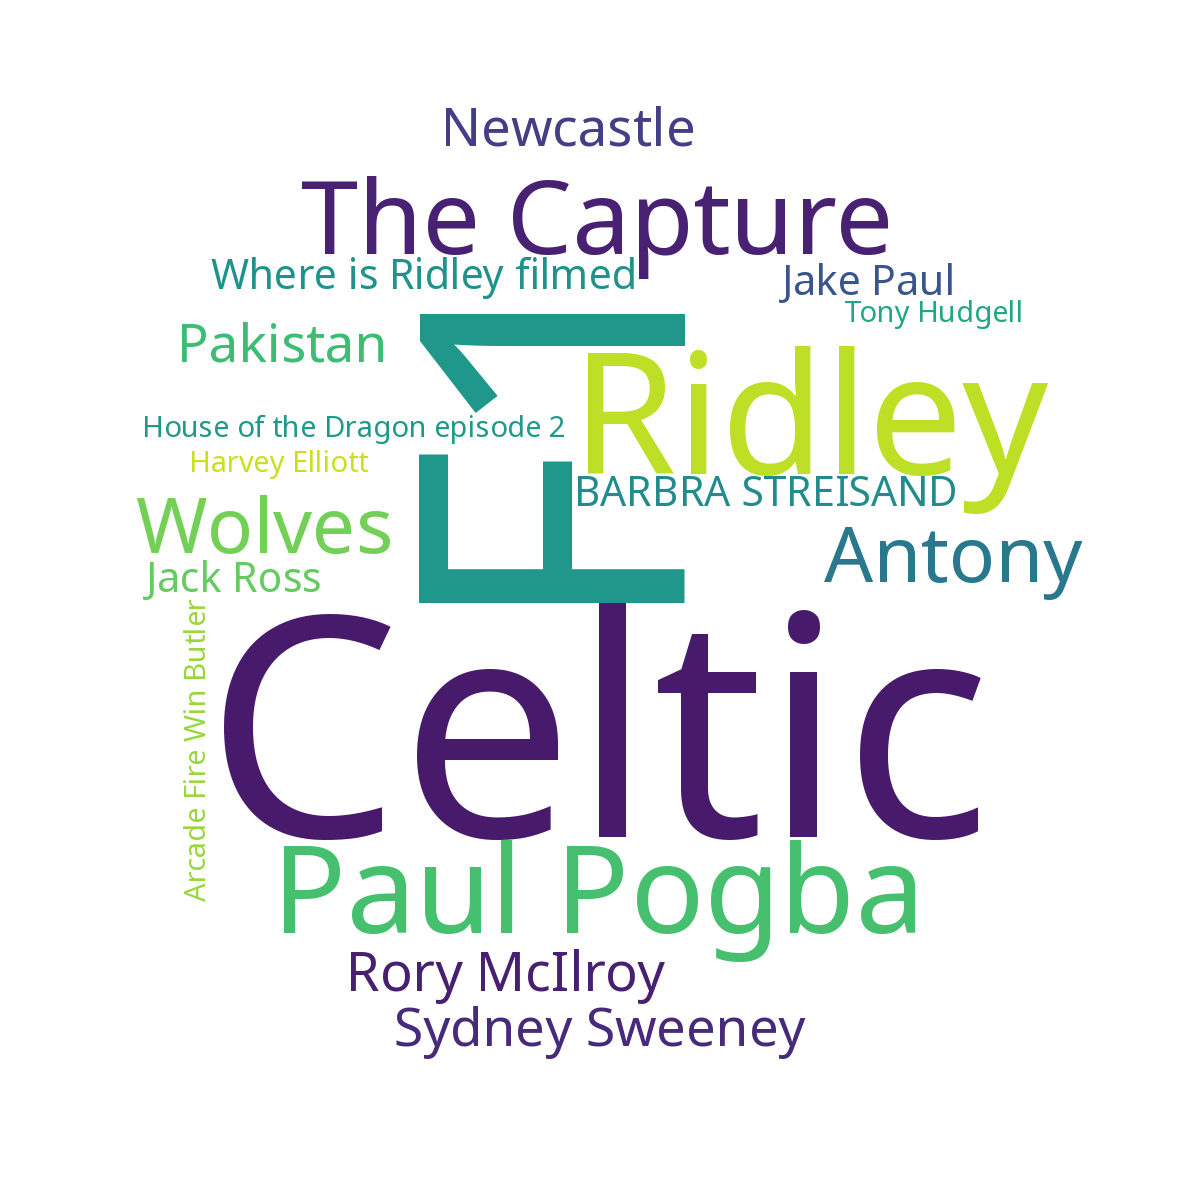 Newcastle
The Capture
Where is Ridley filmed
Jake Paul
Tony Hudgell
Pakistan
F1
Ridley
House of the Dragon episode 2
Harvey Elliott
BARBRA STREISAND
Wolves
Antony
Jack Ross
Arcade Fire Win Butler
Celtic
Paul Pogba
Rory McIlroy
Sydney Sweeney